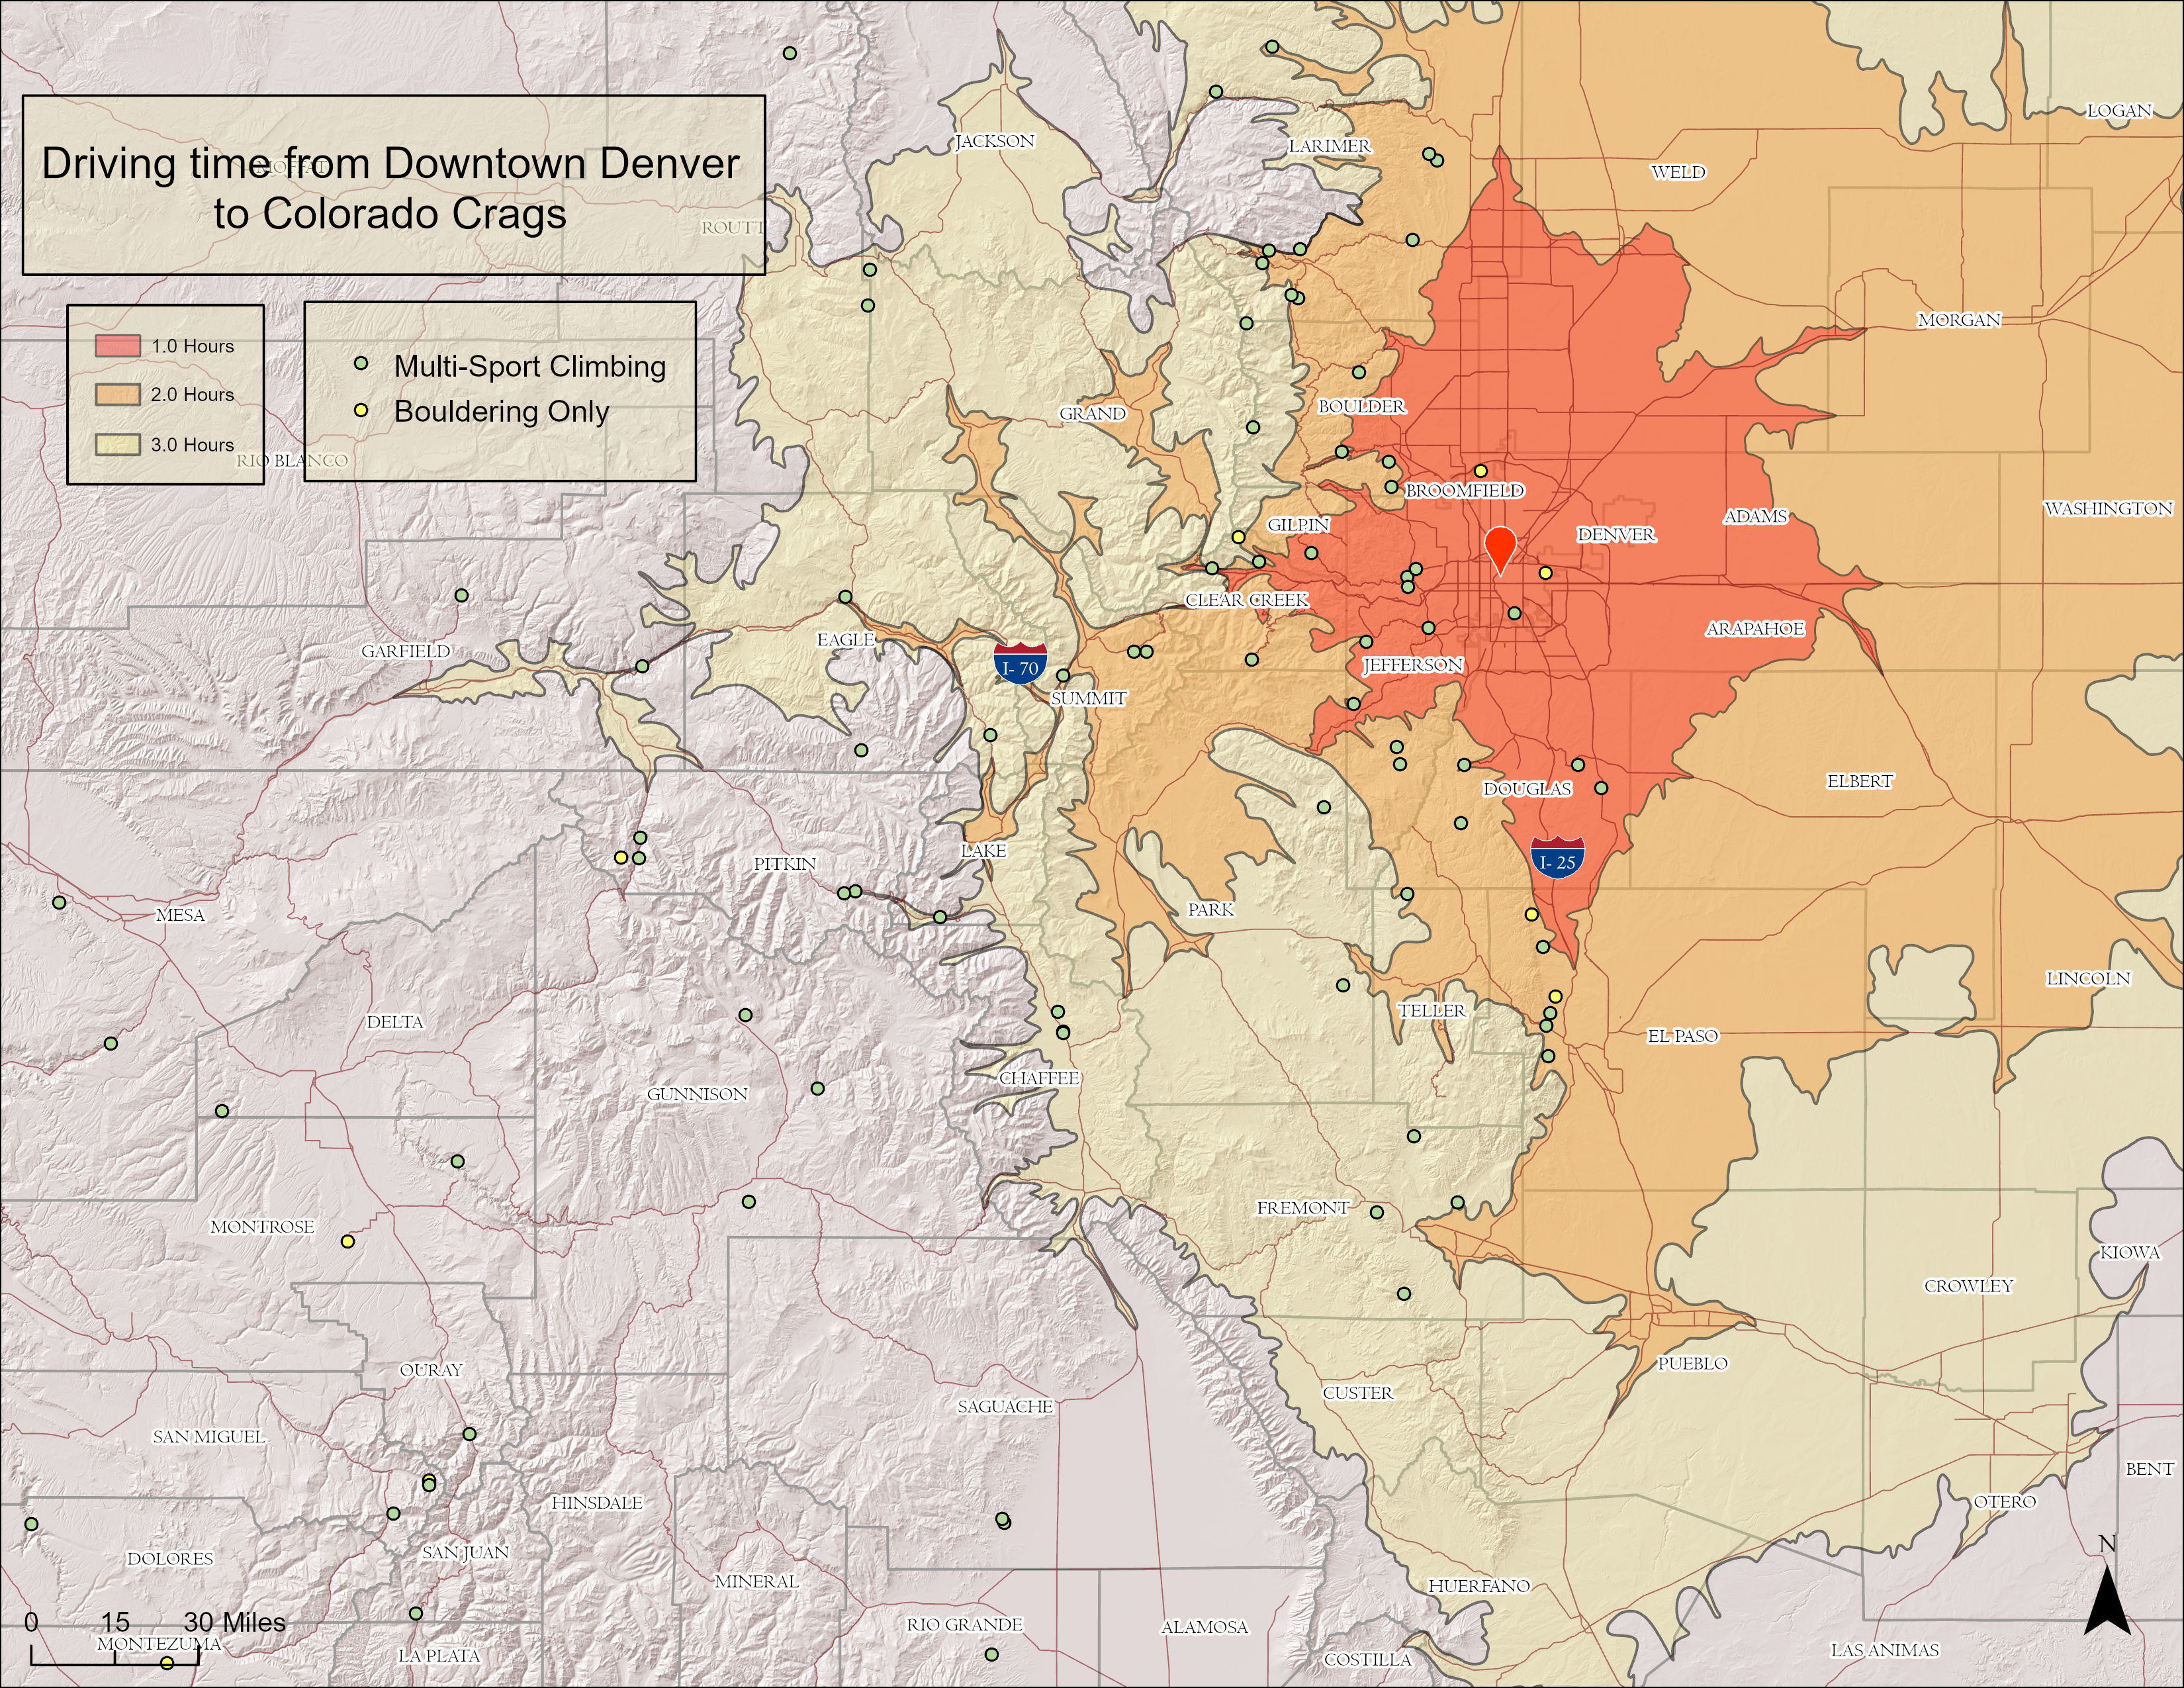 LOGAN
JACKSON
LARIMER
Driving time from Downtown Denver
MOFFAT
WELD
to Colorado Crags
ROUTT
MORGAN
1.0 Hours
Multi-Sport Climbing
2.0 Hours
BOULDER
GRAND
Bouldering Only
3.0 Hours
RIO BLANCO
BROOMFIELD
WASHINGTON
ADAMS
GILPIN
DENVER
CLEAR CREEK
ARAPAHOE
EAGLE
GARFIELD
I- 70
JEFFERSON
SUMMIT
ELBERT
DOUGLAS
LAKE
PITKIN
I- 25
PARK
MESA
LINCOLN
TELLER
DELTA
EL PASO
CHAFFEE
GUNNISON
FREMONT
MONTROSE
KIOWA
CROWLEY
PUEBLO
OURAY
CUSTER
SAGUACHE
SAN MIGUEL
BENT
HINSDALE
OTERO
N
SAN JUAN
DOLORES
MINERAL
HUERFANO
0 15 30 Miles
RIO GRANDE
ALAMOSA
MONTEZUMA
LAS ANIMAS
LA PLATA
COSTILLA